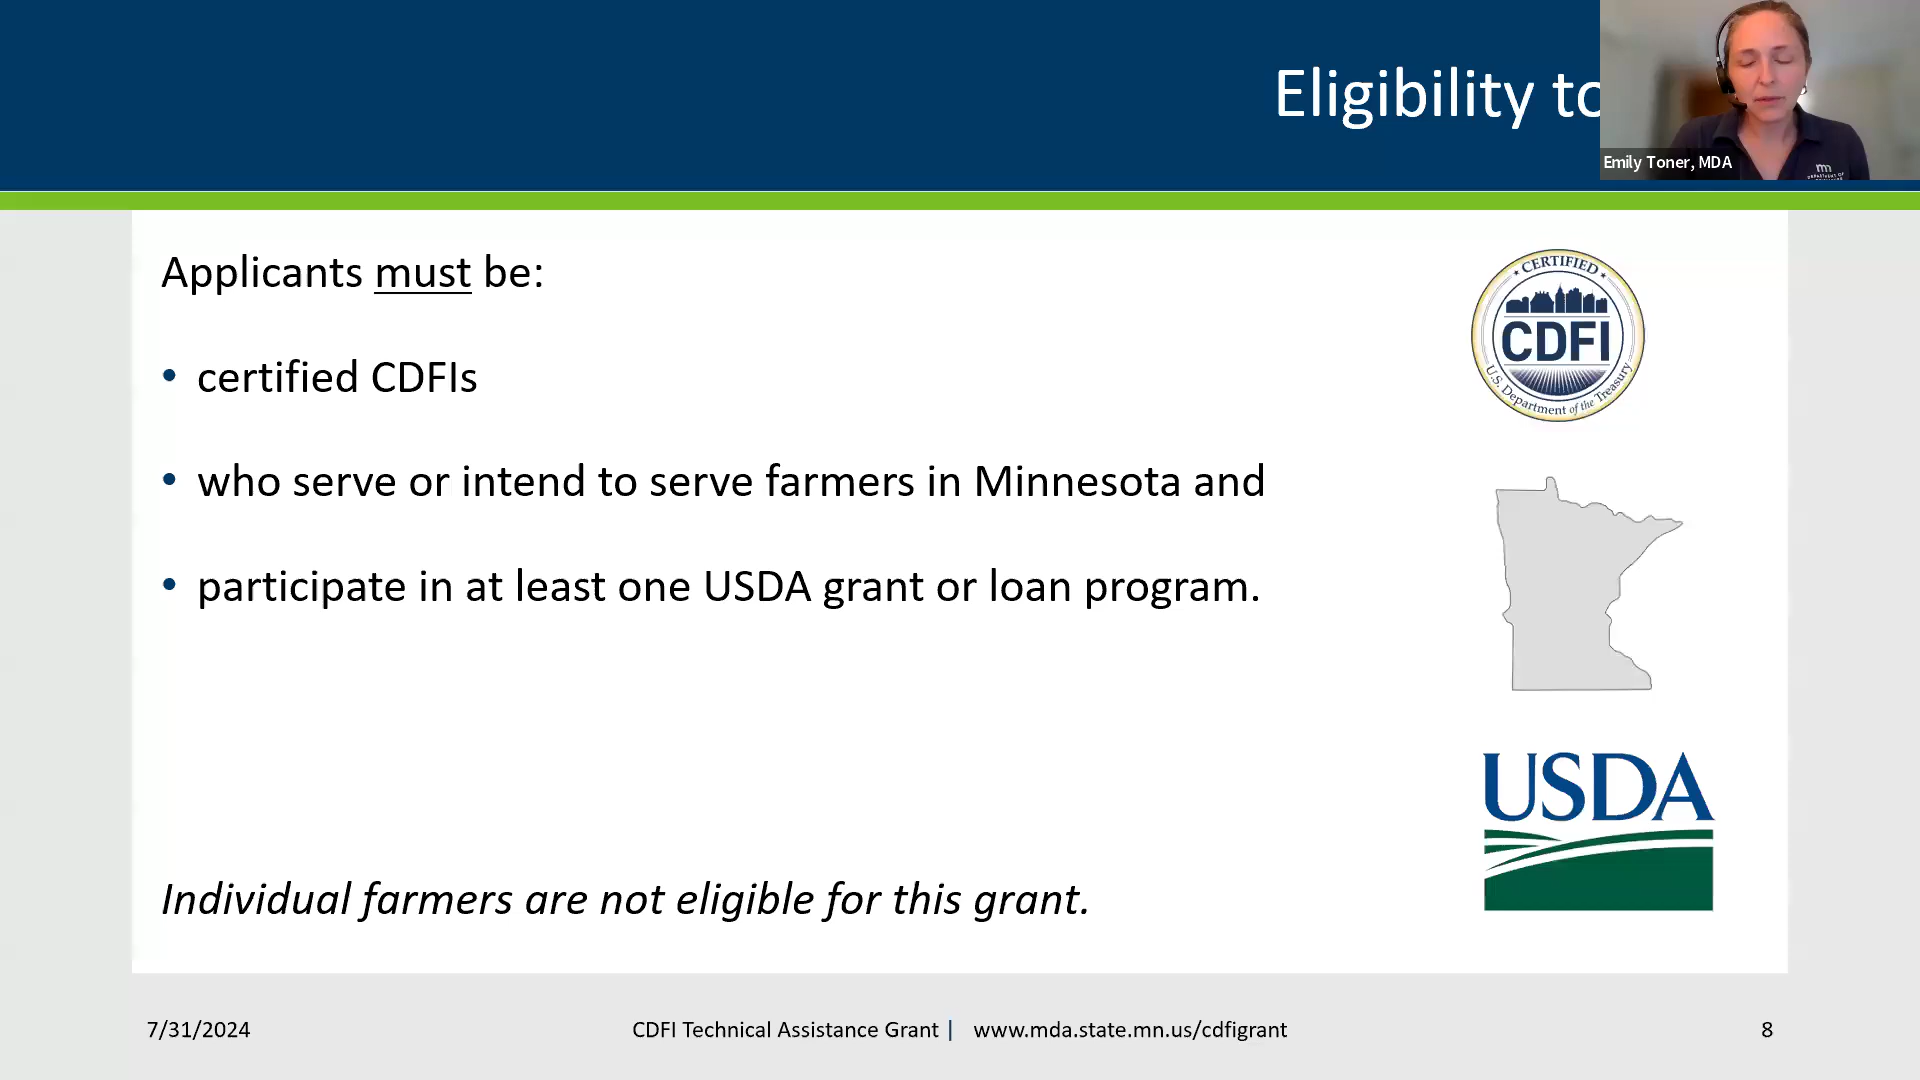 Eligibility to
Emily Toner, MDA
Applicants must be:
• certified CDFIs
• who serve or intend to serve farmers in Minnesota and
• participate in at least one USDA grant or loan program.
Individual farmers are not eligible for this grant.
CERTIFIED
CDFI
U.S. Department of the Treasury
USDA
7/31/2024
CDFI Technical Assistance Grant | www.mda.state.mn.us/cdfigrant
8